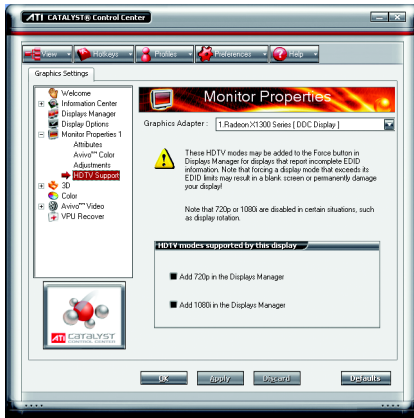 ATI CATALYST® Control Center
View Hotkeys Profiles Preferences Help
Graphics Settings
Welcome
Information Center
Displays Manager
Display Options
Monitor Properties 1
Attributes
Avivo™ Color
Adjustments
HDTV Support
3D
Color
Avivo™ Video
VPU Recover
ATI CATALYST
CONTROL CENTER
Monitor Properties
Graphics Adapter : 1.Radeon X1300 Series [ DDC Display ]
These HDTV modes may be added to the Force button in
Displays Manager for displays that report incomplete EDID
information. Note that forcing a display mode that exceeds its
EDID limits may result in a blank screen or permanently damage
your display!
Note that 720p or 1080i are disabled in certain situations, such
as display rotation.
HDTV modes supported by this display
Add 720p in the Displays Manager
Add 1080i in the Displays Manager
OK Apply Discard Defaults